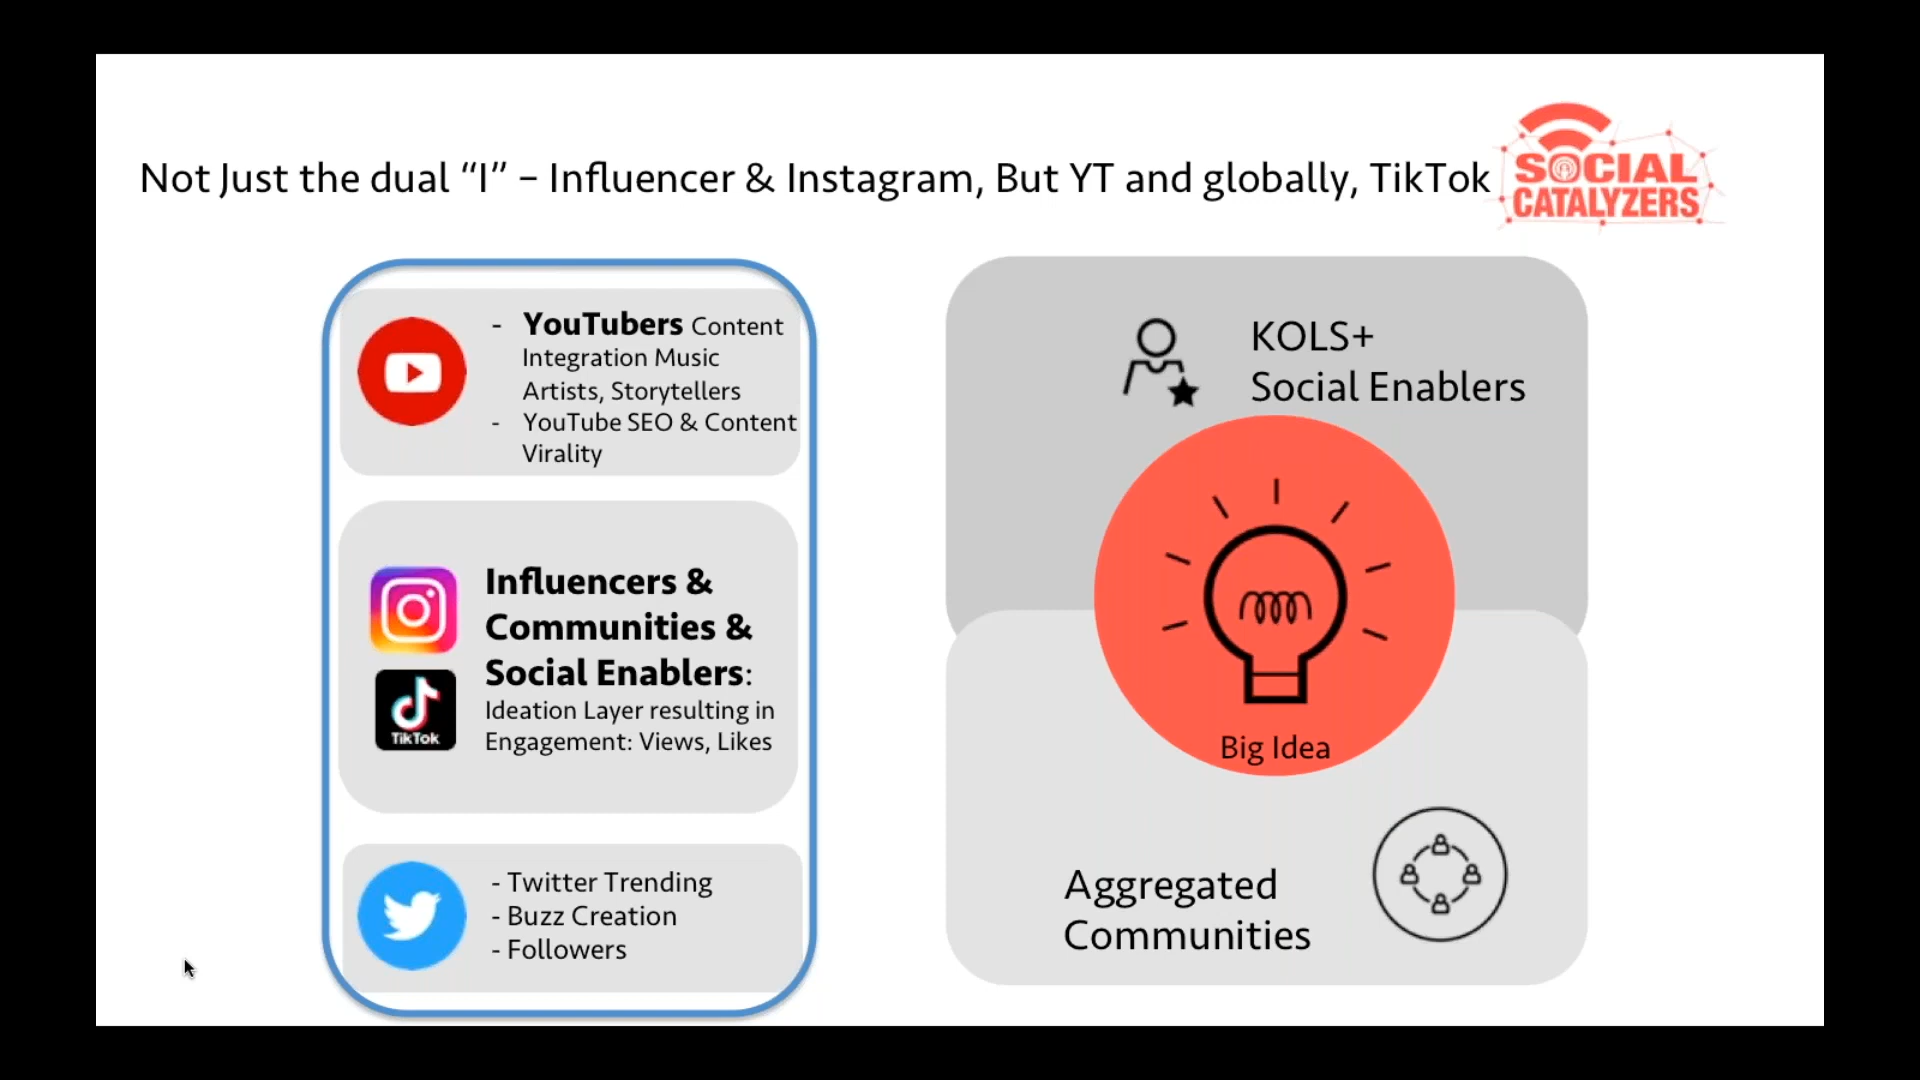 Not Just the dual “I” – Influencer & Instagram, But YT and globally, TikTok
SOCIAL
CATALYZERS
- YouTubers Content
Integration Music
Artists, Storytellers
- YouTube SEO & Content
Virality
Influencers &
Communities &
Social Enablers:
Ideation Layer resulting in
Engagement: Views, Likes
TikTok
- Twitter Trending
- Buzz Creation
- Followers
KOLS+
Social Enablers
Big Idea
Aggregated
Communities